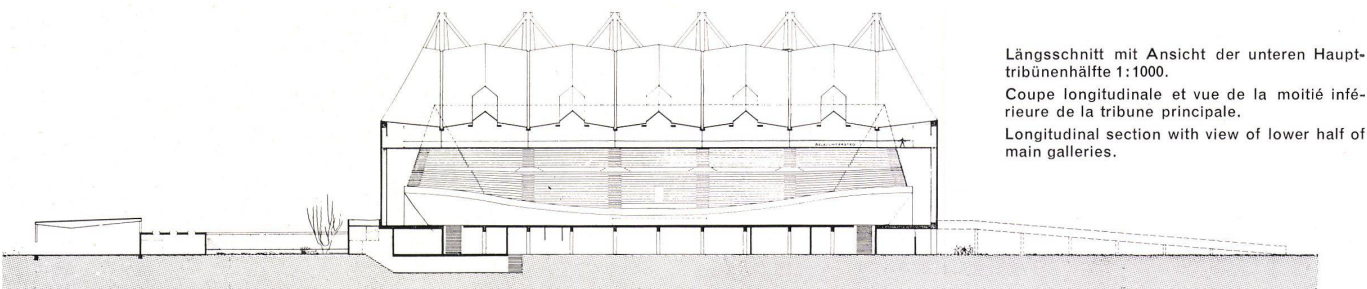 Längsschnitt mit Ansicht der unteren Haupt-
tribünenhälfte 1:1000.
Coupe longitudinale et vue de la moitié infé-
rieure de la tribune principale.
Longitudinal section with view of lower half of
main galleries.